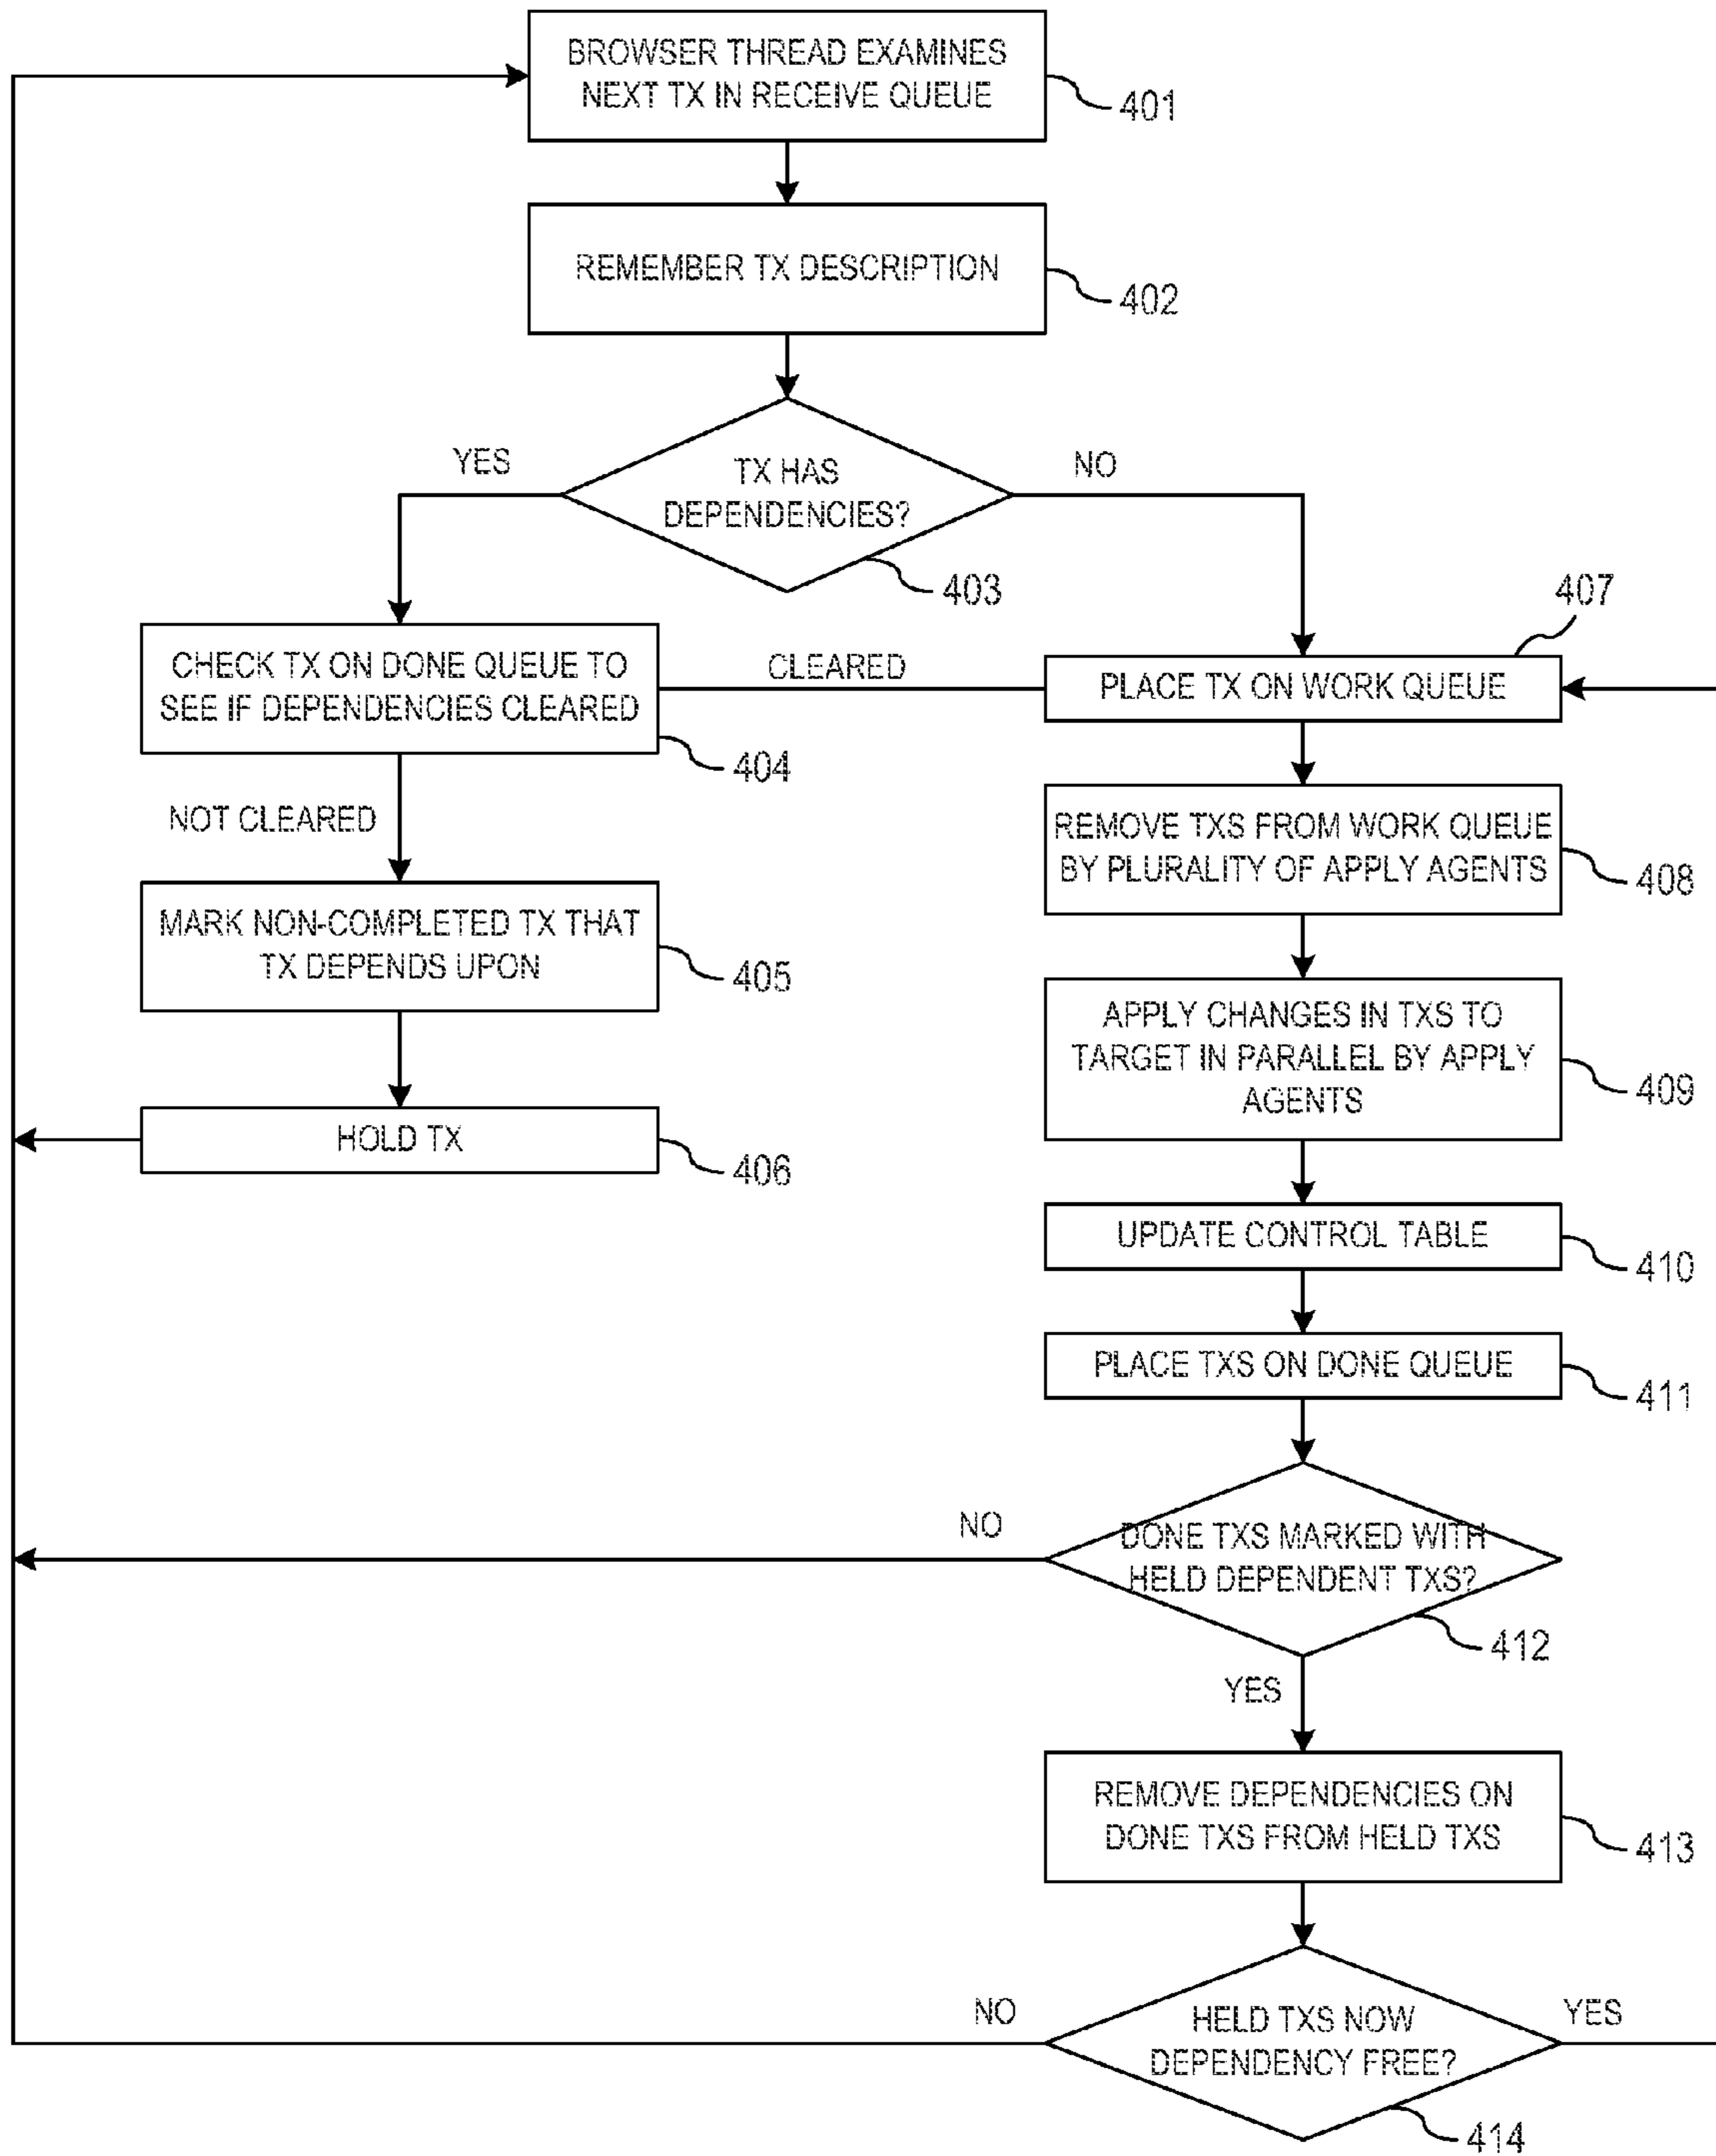 BROWSER THREAD EXAMINES
NEXT TX IN RECEIVE QUEUE
401
REMEMBER TX DESCRIPTION
402
YES
TX HAS
DEPENDENCIES?
NO
403
407
CHECK TX ON DONE QUEUE TO
SEE IF DEPENDENCIES CLEARED
404
CLEARED
PLACE TX ON WORK QUEUE
NOT CLEARED
REMOVE TXS FROM WORK QUEUE
BY PLURALITY OF APPLY AGENTS
408
MARK NON-COMPLETED TX THAT
TX DEPENDS UPON
405
APPLY CHANGES IN TXS TO
TARGET IN PARALLEL BY APPLY
AGENTS
409
HOLD TX
406
UPDATE CONTROL TABLE
410
PLACE TXS ON DONE QUEUE
411
NO
DONE TXS MARKED WITH
HELD DEPENDENT TXS?
412
YES
REMOVE DEPENDENCIES ON
DONE TXS FROM HELD TXS
413
NO
HELD TXS NOW
DEPENDENCY FREE?
YES
414